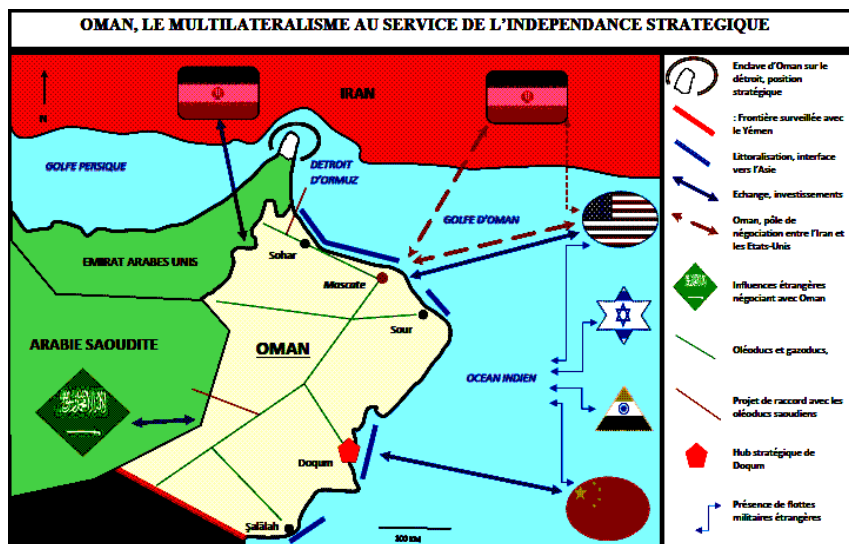 OMAN, LE MULTILATERALISME AU SERVICE DE L'INDEPENDANCE STRATEGIQUE
IRAN
N
GOLFE PERSIQUE
DETROIT
D'ORMUZ
GOLFE D'OMAN
EMIRAT ARABES UNIS
Sohar
Mascate
Sour
ARABIE SAOUDITE
OMAN
OCEAN INDIEN
Doqum
Şalālah
200 KM
Enclave d'Oman sur le
détroit, position
stratégique
: Frontière surveillée avec
le Yémen
Littoralisation, interface
vers l'Asie
Echange, investissements
Oman, pôle de
négociation entre l'Iran et
les Etats-Unis
Influences étrangères
négociant avec Oman
Oléoducs et gazoducs,
Projet de raccord avec les
oléoducs saoudiens
Hub stratégique de
Doqum
Présence de flottes
militaires étrangères